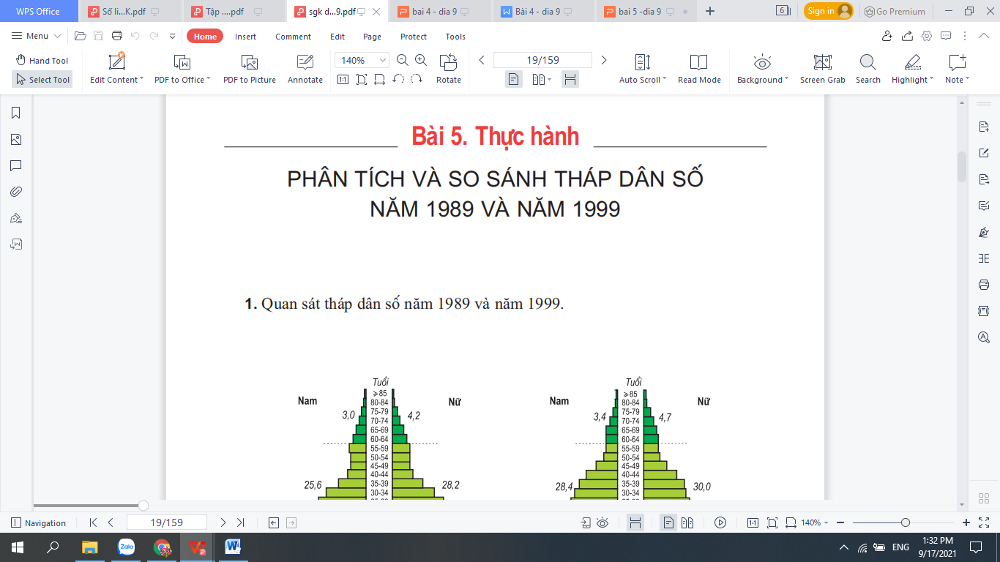 WPS Office
Số li...K.pdf
Tập ....pdf
sgk d...9.pdf
bai 4 - dia 9
Bài 4 - dia 9
bai 5 -dia 9
6
Sign in
Go Premium
Menu
Home
Insert
Comment
Edit
Page
Protect
Tools
Hand Tool
Select Tool
Edit Content
PDF to Office
PDF to Picture
Annotate
140%
1:1
Rotate
19/159
Auto Scroll
Read Mode
Background
Screen Grab
Search
Highlight
Note
Bài 5. Thực hành
PHÂN TÍCH VÀ SO SÁNH THÁP DÂN SỐ
NĂM 1989 VÀ NĂM 1999
1. Quan sát tháp dân số năm 1989 và năm 1999.
Tuổi
Nam
Nữ
⩾ 85
80-84
75-79
70-74
65-69
60-64
55-59
50-54
45-49
40-44
35-39
30-34
3,0
4,2
25,6
28,2
Tuổi
Nam
Nữ
⩾ 85
80-84
75-79
70-74
65-69
60-64
55-59
50-54
45-49
40-44
35-39
30-34
3,4
4,7
28,4
30,0
Navigation
19/159
1:1
140%
ENG
1:32 PM
9/17/2021